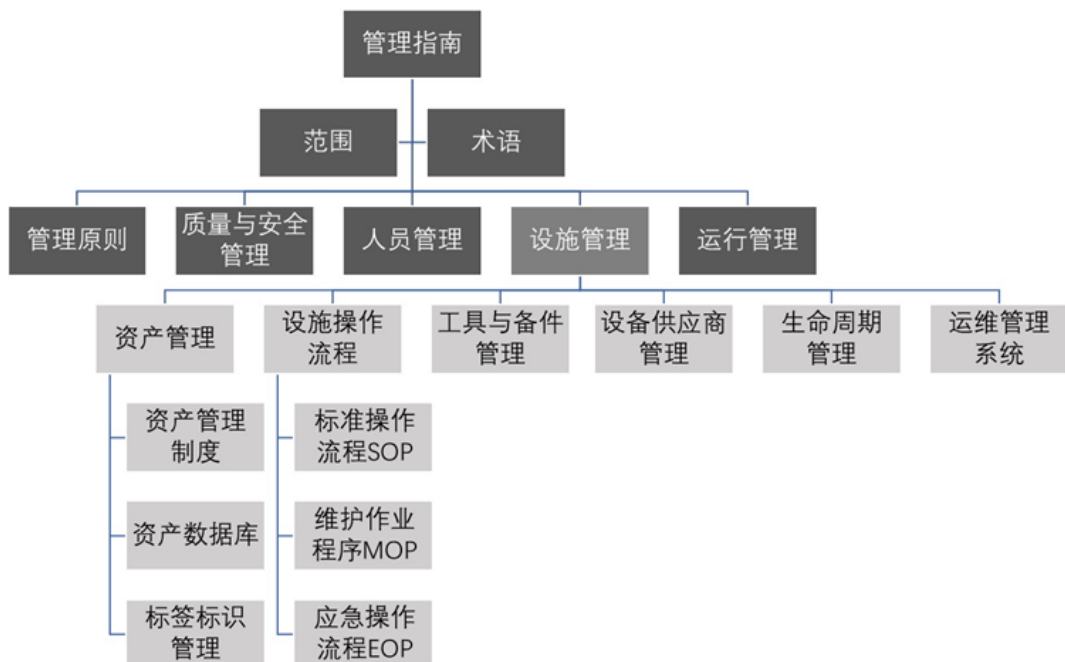 管理指南
范围
术语
管理原则
质量与安全
管理
人员管理
设施管理
运行管理
资产管理
设施操作
流程
工具与备件
管理
设备供应商
管理
生命周期
管理
运维管理
系统
资产管理
制度
标准操作
流程SOP
资产数据库
维护作业
程序MOP
标签标识
管理
应急操作
流程EOP